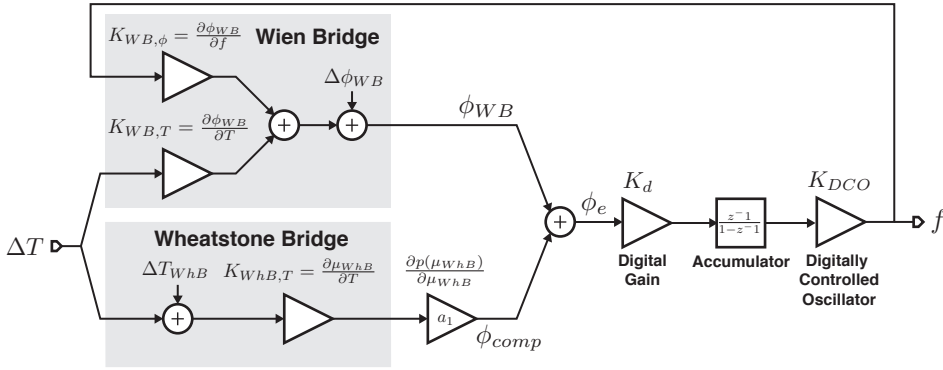 K_{WB,ϕ} = ∂ϕ_{WB}/∂f
Wien Bridge
Δϕ_{WB}
ϕ_{WB}
K_{WB,T} = ∂ϕ_{WB}/∂T
+
+
K_d
K_{DCO}
ΔT
+
ϕ_e
z^-1/1−z^-1
f
Digital
Gain
Accumulator
Digitally
Controlled
Oscillator
Wheatstone Bridge
ΔT_{WhB}
K_{WhB,T} = ∂μ_{WhB}/∂T
∂p(μ_{WhB})/∂μ_{WhB}
+
a_1
ϕ_{comp}